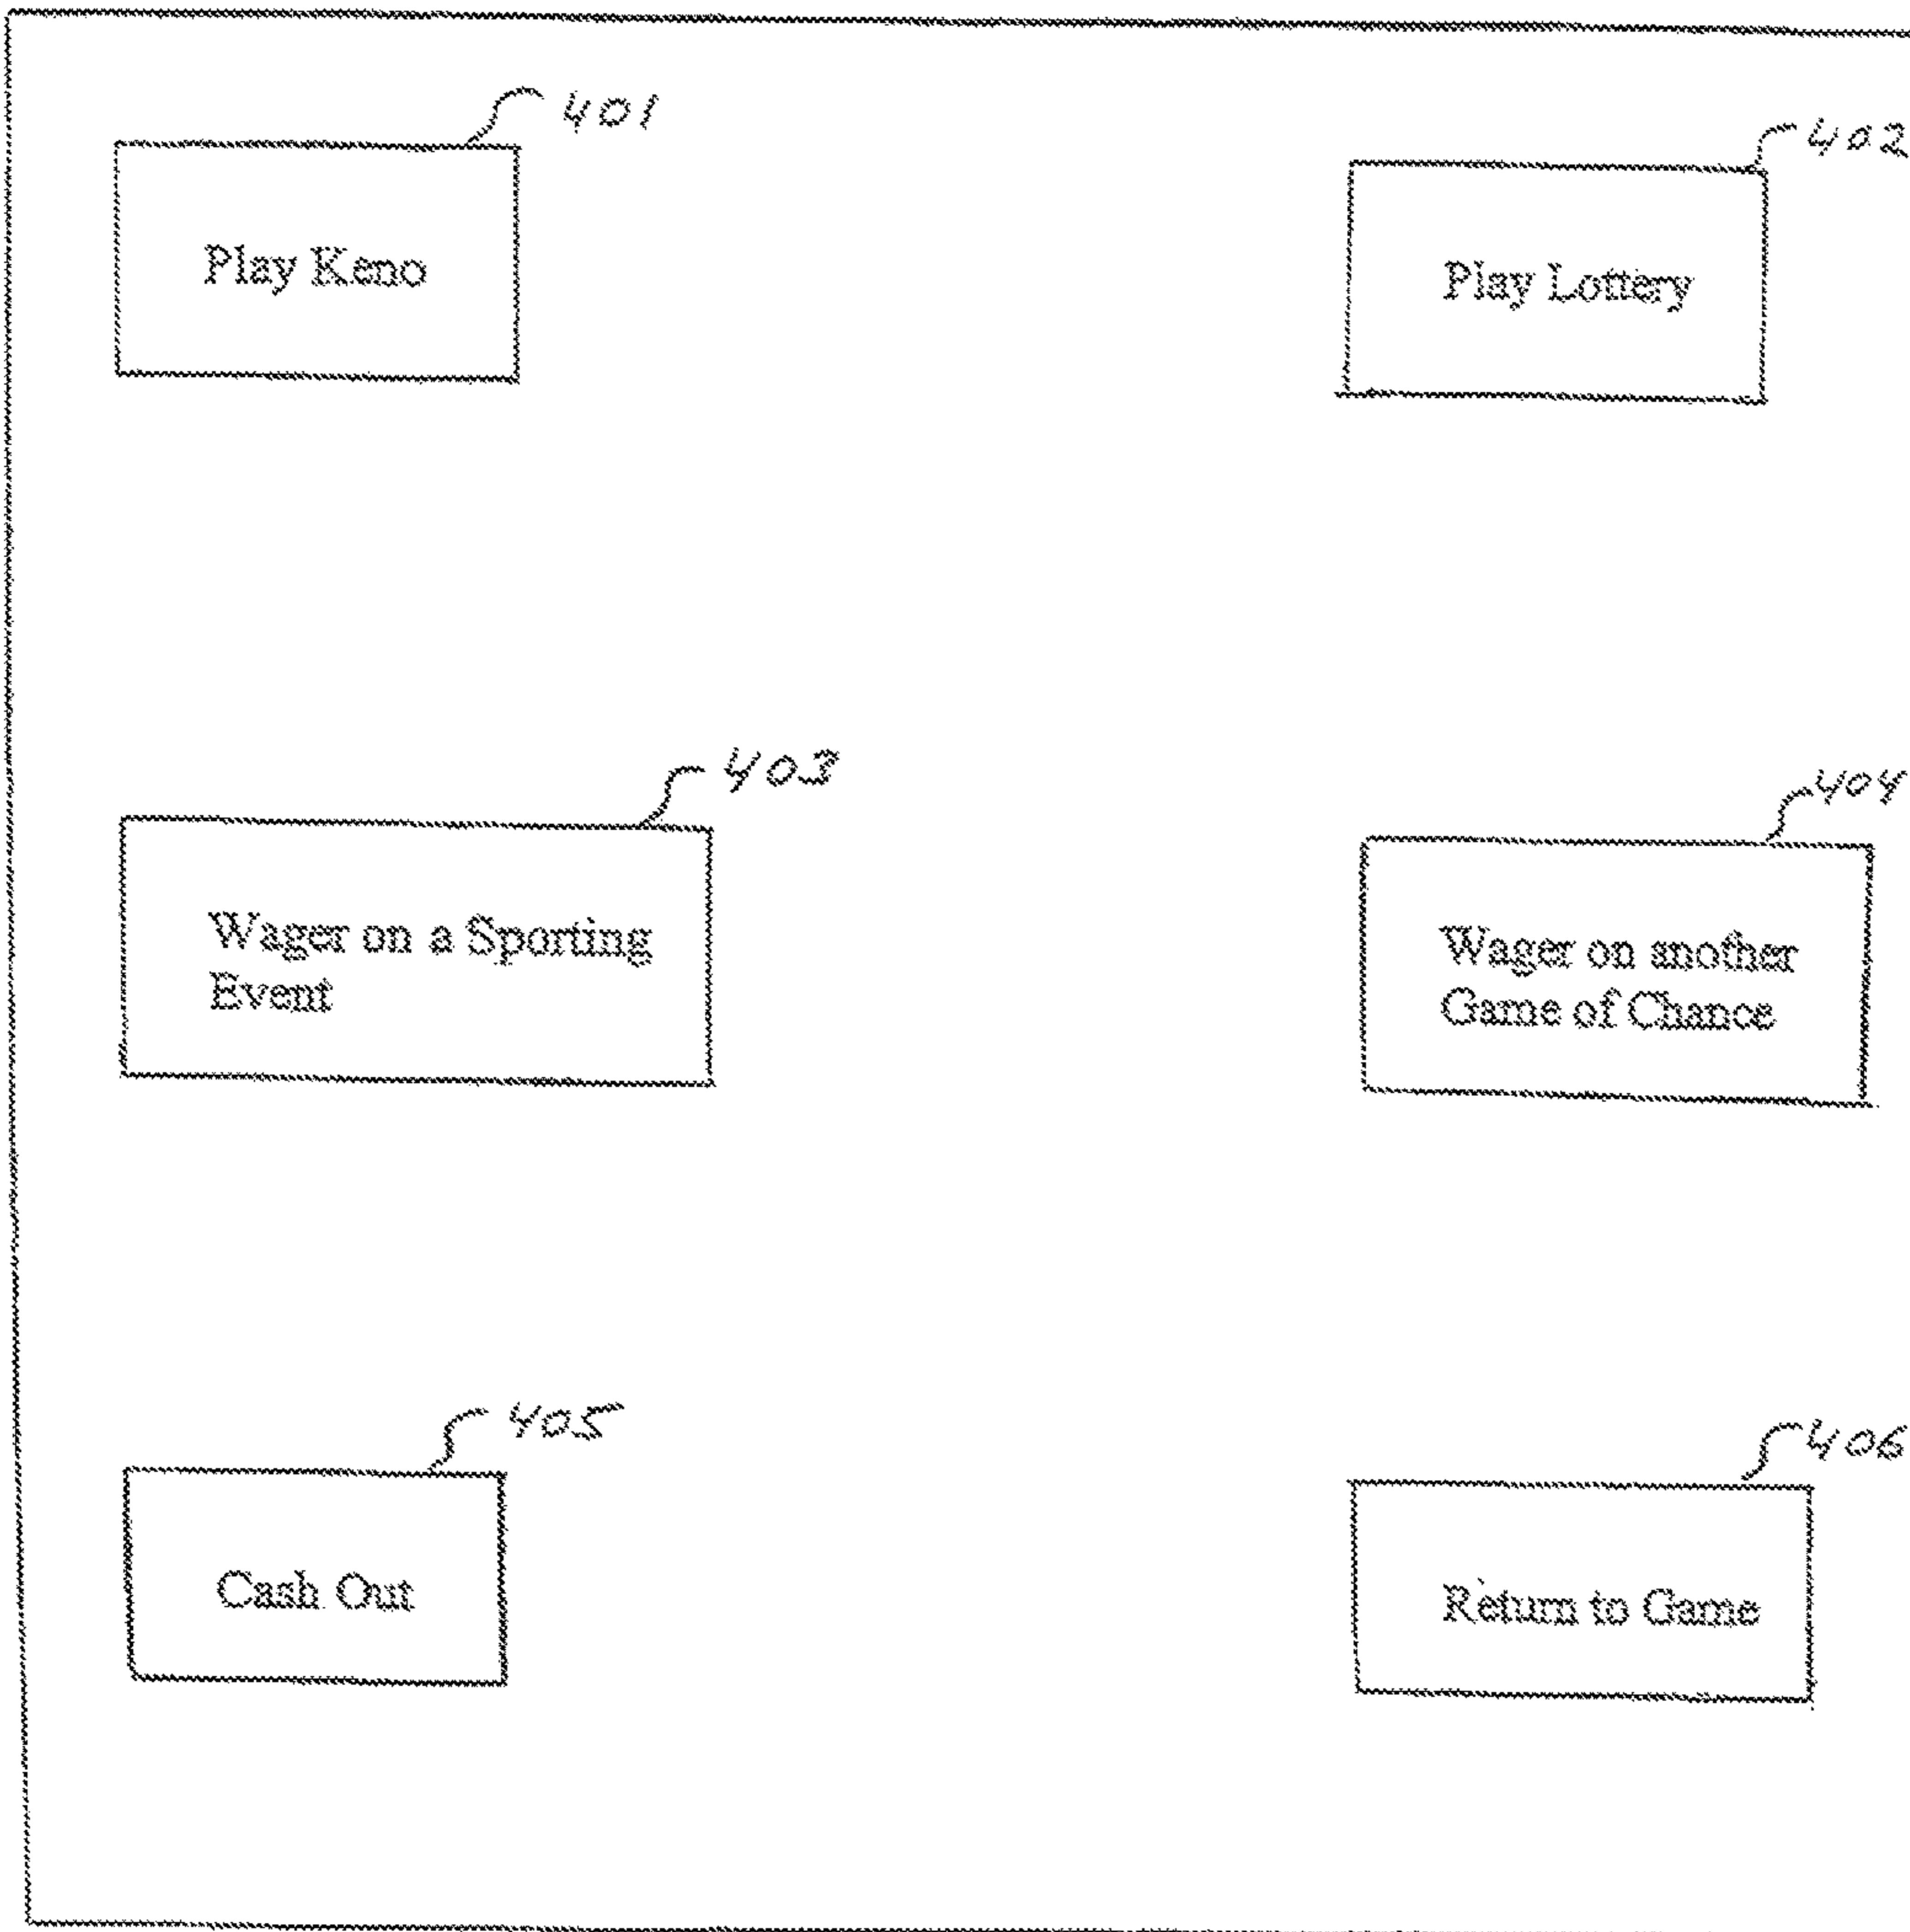 401
402
Play Keno
Play Lottery
403
404
Wager on a Sporting
Event
Wager on another
Game of Chance
405
406
Cash Out
Return to Game